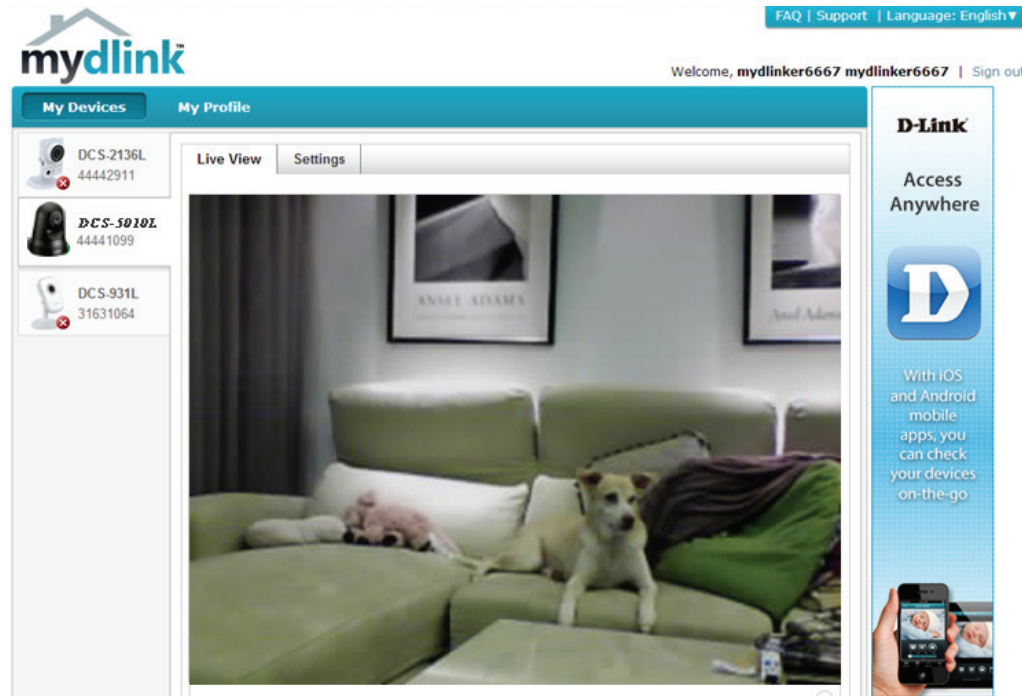 FAQ | Support | Language: English▼
mydlink™
Welcome, mydlinker6667 mydlinker6667 | Sign out
My Devices
My Profile
DCS-2136L
44442911
DCS-5010L
44441099
DCS-931L
31631064
Live View
Settings
ANSEL ADAMS
Ansel Adams
D-Link
Access
Anywhere
D
With iOS
and Android
mobile
apps, you
can check
your devices
on-the-go